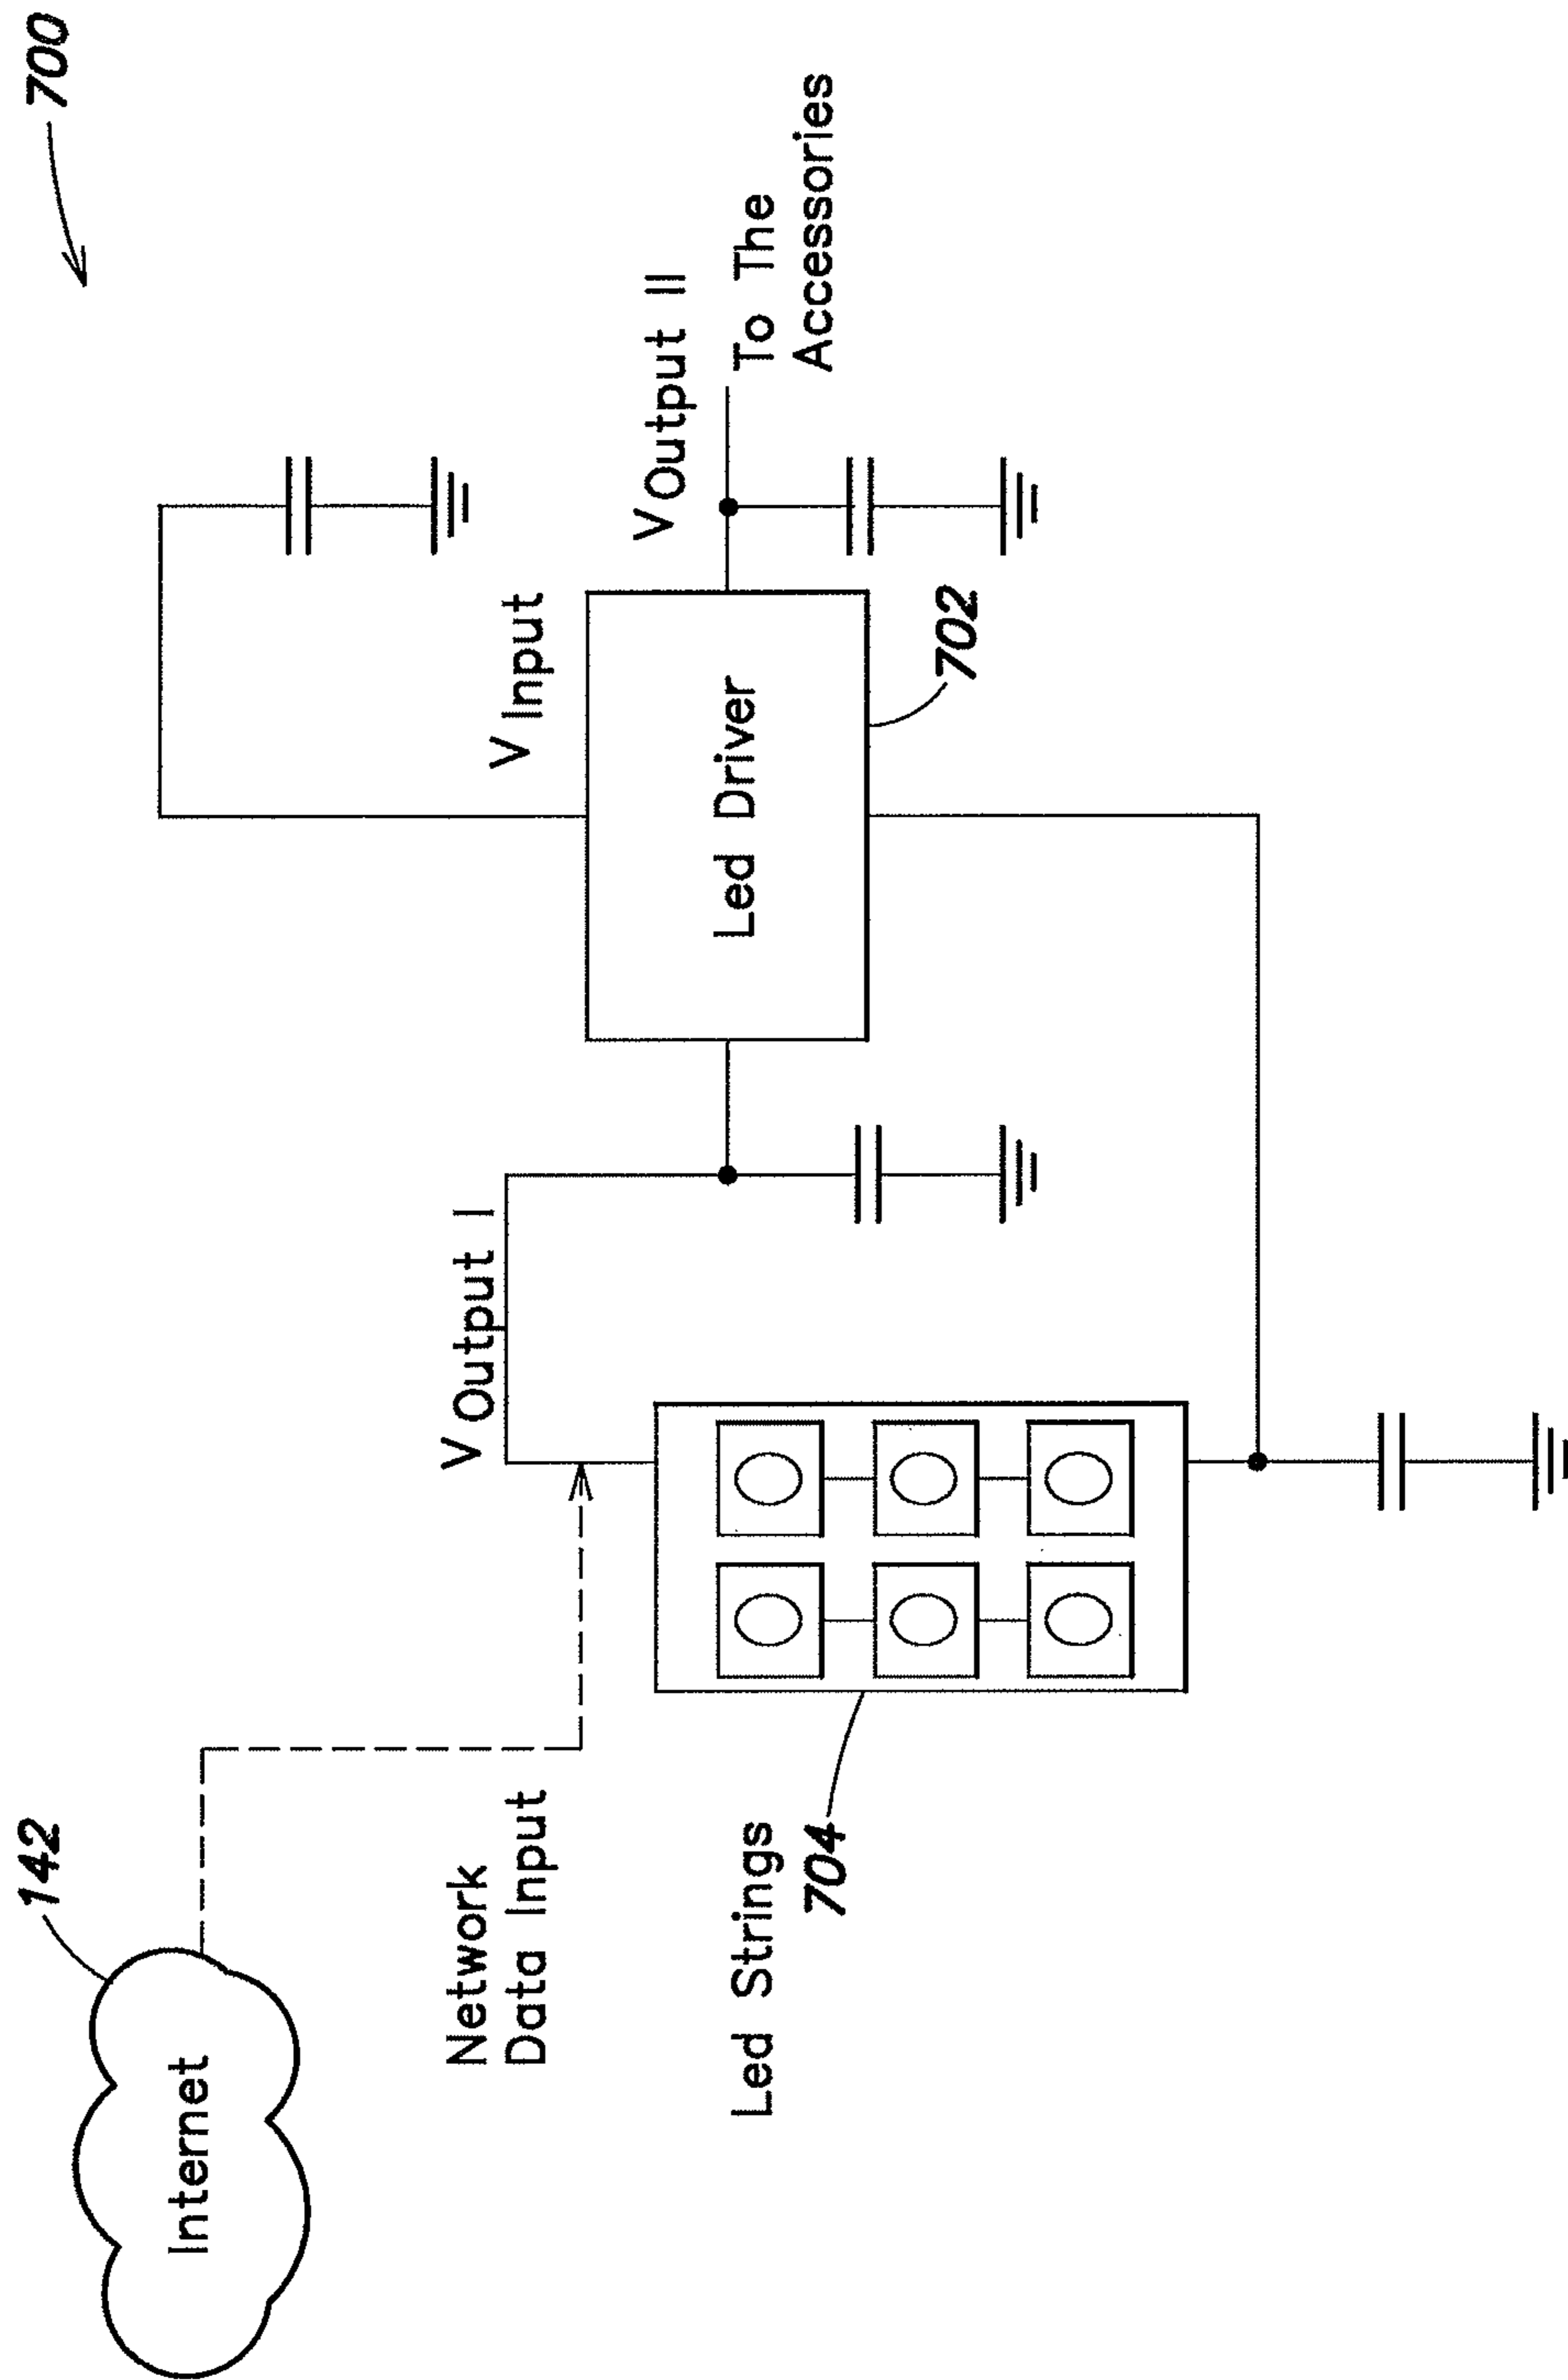 700
142
Internet
Network
Data Input
V Output I
V Input
V Output II
To The
Accessories
Led Driver
702
Led Strings
704